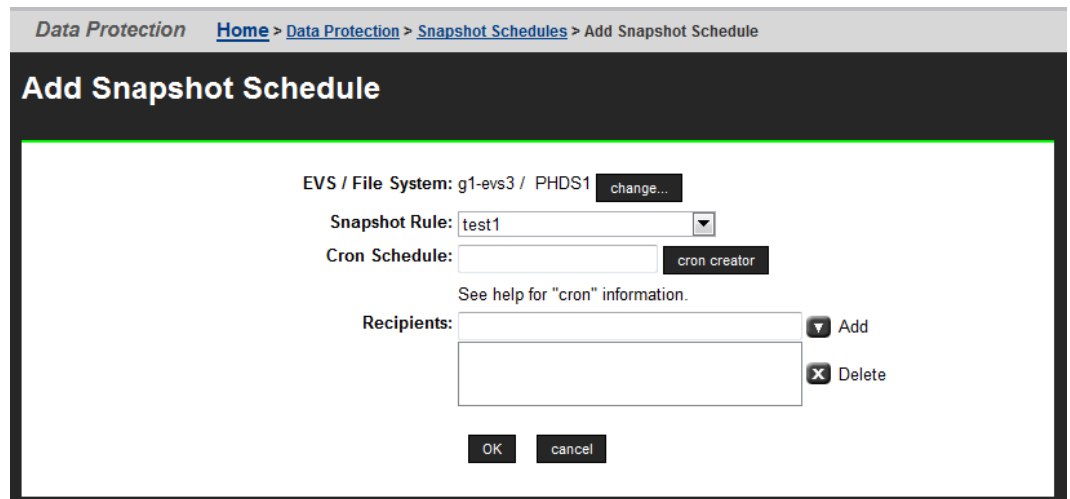 Data Protection Home > Data Protection > Snapshot Schedules > Add Snapshot Schedule
Add Snapshot Schedule
EVS / File System: g1-evs3 / PHDS1 change...
Snapshot Rule: test1
Cron Schedule: cron creator
See help for "cron" information.
Recipients: Add
Delete
OK cancel